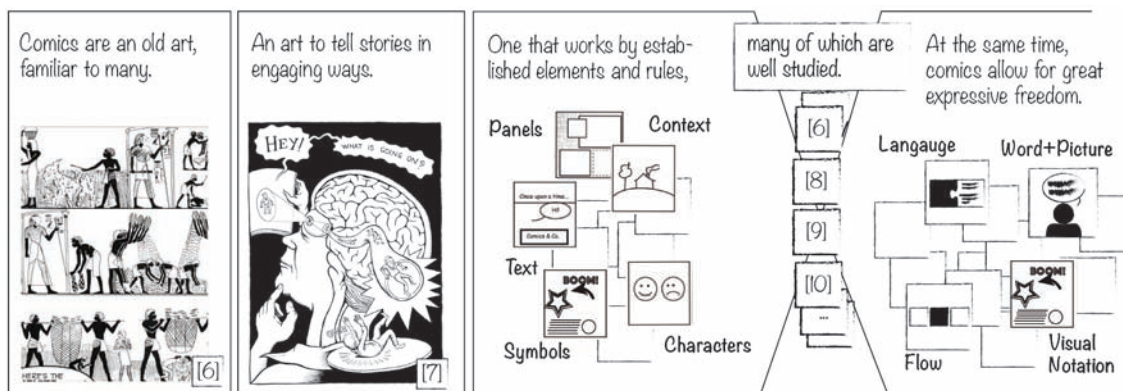 Comics are an old art,
familiar to many.
HERE'S THE
[6]
An art to tell stories in
engaging ways.
HEY!
WHAT IS GOING ON?
[7]
One that works by estab-
lished elements and rules,
Panels
Context
Once upon a time...
Hi!
Comics & Co.
Text
BOOM!
Symbols
Characters
many of which are
well studied.
[6]
[8]
[9]
[10]
...
At the same time,
comics allow for great
expressive freedom.
Langauge
Word+Picture
BOOM!
Flow
Visual
Notation